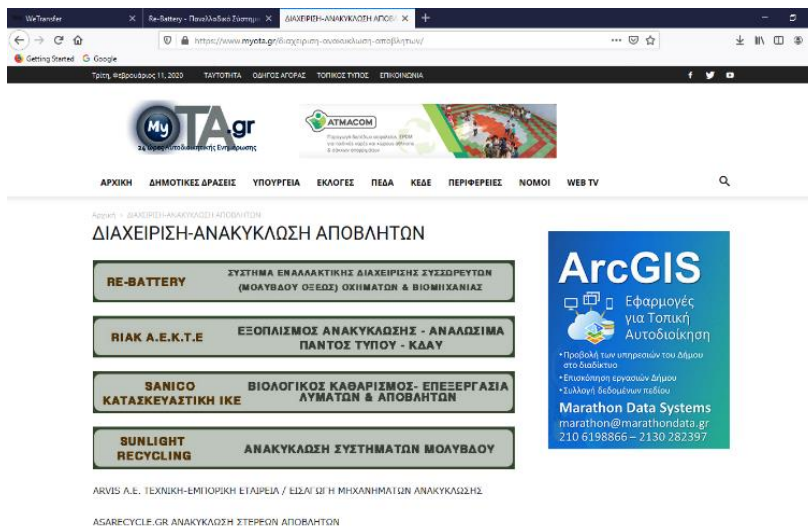 WeTransfer
Re-Battery - Πανελλαδικό Σύστημα
ΔΙΑΧΕΙΡΙΣΗ-ΑΝΑΚΥΚΛΩΣΗ ΑΠΟΒΛ
https://www.myota.gr/διαχειριση-ανακυκλωση-αποβλητων/
Getting Started Google
Τρίτη, Φεβρουάριος 11, 2020 ΤΑΥΤΟΤΗΤΑ ΟΔΗΓΟΣ ΑΓΟΡΑΣ ΤΟΠΙΚΟΣ ΤΥΠΟΣ ΕΠΙΚΟΙΝΩΝΙΑ
MyOTA.gr
24 ώρες Αυτοδιοικητικής Ενημέρωσης
ATMACOM
ΑΡΧΙΚΗ ΔΗΜΟΤΙΚΕΣ ΔΡΑΣΕΙΣ ΥΠΟΥΡΓΕΙΑ ΕΚΛΟΓΕΣ ΠΕΔΑ ΚΕΔΕ ΠΕΡΙΦΕΡΕΙΕΣ ΝΟΜΟΙ WEB TV
Αρχική › ΔΙΑΧΕΙΡΙΣΗ-ΑΝΑΚΥΚΛΩΣΗ ΑΠΟΒΛΗΤΩΝ
ΔΙΑΧΕΙΡΙΣΗ-ΑΝΑΚΥΚΛΩΣΗ ΑΠΟΒΛΗΤΩΝ
RE-BATTERY
ΣΥΣΤΗΜΑ ΕΝΑΛΛΑΚΤΙΚΗΣ ΔΙΑΧΕΙΡΙΣΗΣ ΣΥΣΣΩΡΕΥΤΩΝ
(ΜΟΛΥΒΔΟΥ ΟΞΕΩΣ) ΟΧΗΜΑΤΩΝ & ΒΙΟΜΗΧΑΝΙΑΣ
RIAK A.E.K.T.E
ΕΞΟΠΛΙΣΜΟΣ ΑΝΑΚΥΚΛΩΣΗΣ - ΑΝΑΛΩΣΙΜΑ
ΠΑΝΤΟΣ ΤΥΠΟΥ - ΚΔΑΥ
SANICO
ΚΑΤΑΣΚΕΥΑΣΤΙΚΗ ΙΚΕ
ΒΙΟΛΟΓΙΚΟΣ ΚΑΘΑΡΙΣΜΟΣ- ΕΠΕΞΕΡΓΑΣΙΑ
ΛΥΜΑΤΩΝ & ΑΠΟΒΛΗΤΩΝ
SUNLIGHT
RECYCLING
ΑΝΑΚΥΚΛΩΣΗ ΣΥΣΤΗΜΑΤΩΝ ΜΟΛΥΒΔΟΥ
ARVIS A.E. ΤΕΧΝΙΚΗ-ΕΜΠΟΡΙΚΗ ΕΤΑΙΡΕΙΑ / ΕΙΣΑΓΩΓΗ ΜΗΧΑΝΗΜΑΤΩΝ ΑΝΑΚΥΚΛΩΣΗΣ
ASARECYCLE.GR ΑΝΑΚΥΚΛΩΣΗ ΣΤΕΡΕΩΝ ΑΠΟΒΛΗΤΩΝ
ArcGIS
Εφαρμογές
για Τοπική
Αυτοδιοίκηση
•Προβολή των υπηρεσιών του Δήμου
στο διαδίκτυο
•Επισκόπηση εργασιών Δήμου
•Συλλογή δεδομένων πεδίου
Marathon Data Systems
marathon@marathondata.gr
210 6198866 – 2130 282397